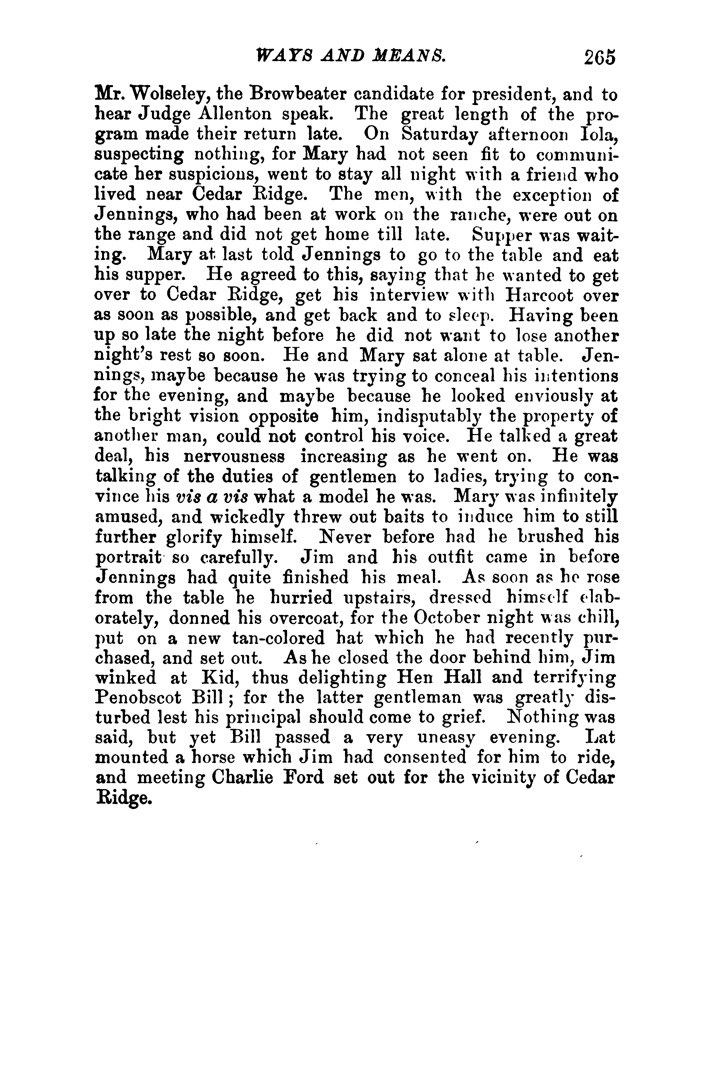 WAYS AND MEANS. 265
Mr. Wolseley, the Browbeater candidate for president, and to
hear Judge Allenton speak. The great length of the pro-
gram made their return late. On Saturday afternoon Iola,
suspecting nothing, for Mary had not seen fit to communi-
cate her suspicions, went to stay all night with a friend who
lived near Cedar Ridge. The men, with the exception of
Jennings, who had been at work on the ranche, were out on
the range and did not get home till late. Supper was wait-
ing. Mary at last told Jennings to go to the table and eat
his supper. He agreed to this, saying that he wanted to get
over to Cedar Ridge, get his interview with Harcoot over
as soon as possible, and get back and to sleep. Having been
up so late the night before he did not want to lose another
night's rest so soon. He and Mary sat alone at table. Jen-
nings, maybe because he was trying to conceal his intentions
for the evening, and maybe because he looked enviously at
the bright vision opposite him, indisputably the property of
another man, could not control his voice. He talked a great
deal, his nervousness increasing as he went on. He was
talking of the duties of gentlemen to ladies, trying to con-
vince his vis a vis what a model he was. Mary was infinitely
amused, and wickedly threw out baits to induce him to still
further glorify himself. Never before had he brushed his
portrait so carefully. Jim and his outfit came in before
Jennings had quite finished his meal. As soon as he rose
from the table he hurried upstairs, dressed himself elab-
orately, donned his overcoat, for the October night was chill,
put on a new tan-colored hat which he had recently pur-
chased, and set out. As he closed the door behind him, Jim
winked at Kid, thus delighting Hen Hall and terrifying
Penobscot Bill; for the latter gentleman was greatly dis-
turbed lest his principal should come to grief. Nothing was
said, but yet Bill passed a very uneasy evening. Lat
mounted a horse which Jim had consented for him to ride,
and meeting Charlie Ford set out for the vicinity of Cedar
Ridge.